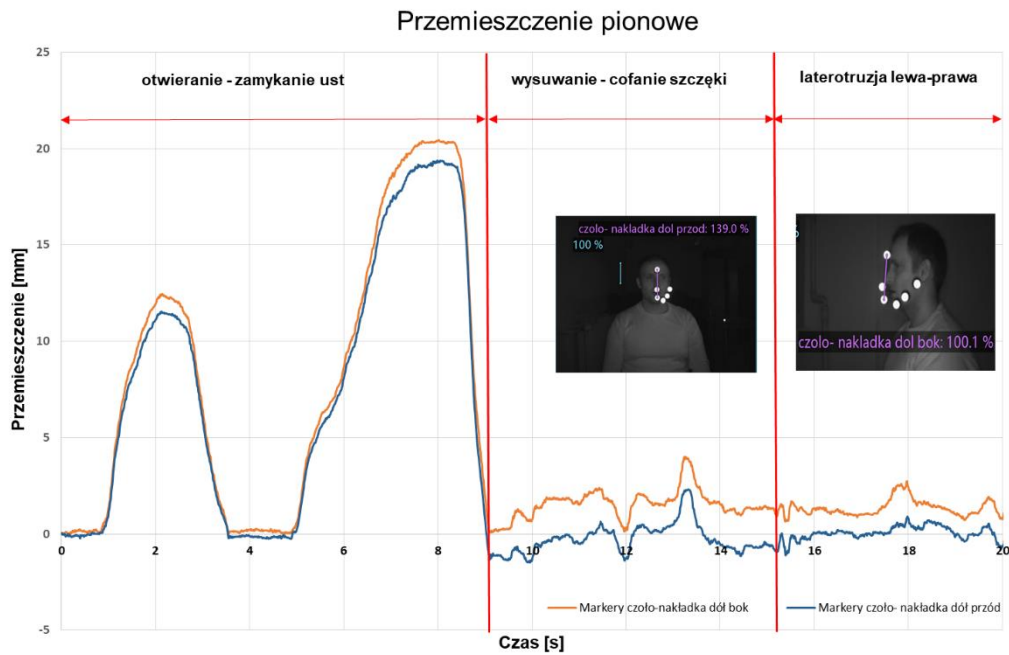 Przemieszczenie pionowe
25
20
15
10
5
0
-5
Przemieszczenie [mm]
otwieranie - zamykanie ust
wysuwanie - cofanie szczęki
laterotruzja lewa-prawa
czolo- nakladka dol przod: 139.0 %
100 %
%
czolo- nakladka dol bok: 100.1 %
0 2 4 6 8 10 12 14 16 18 20
Markery czoło-nakładka dół bok
Markery czoło- nakładka dół przód
Czas [s]